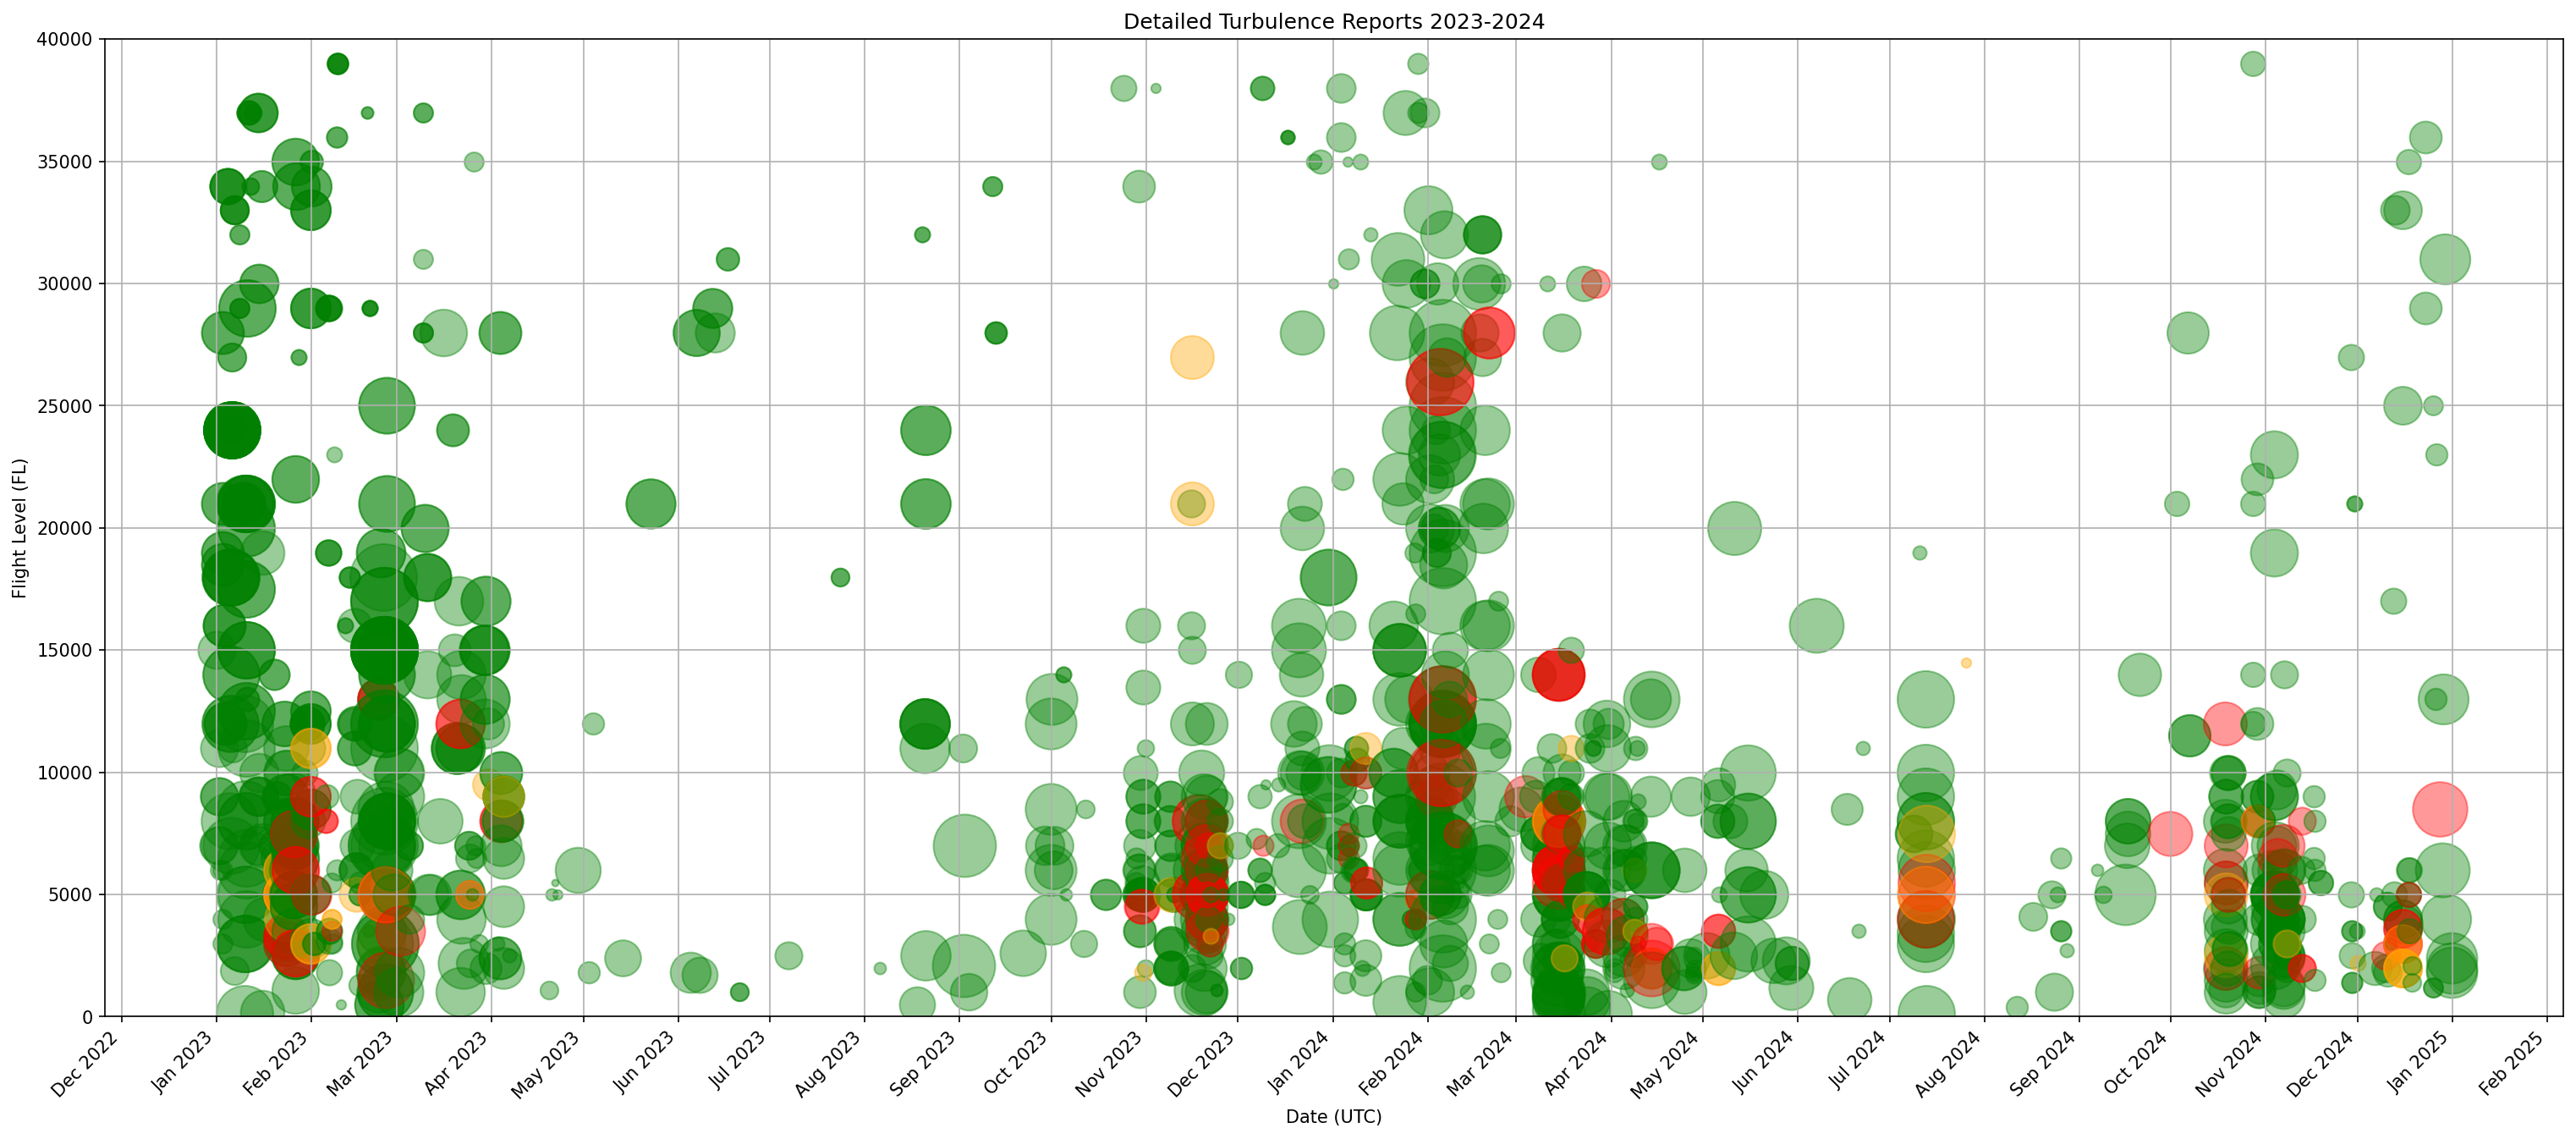 Detailed Turbulence Reports 2023-2024
40000
35000
30000
25000
20000
15000
10000
5000
0
Flight Level (FL)
Dec 2022
Jan 2023
Feb 2023
Mar 2023
Apr 2023
May 2023
Jun 2023
Jul 2023
Aug 2023
Sep 2023
Oct 2023
Nov 2023
Dec 2023
Jan 2024
Feb 2024
Mar 2024
Apr 2024
May 2024
Jun 2024
Jul 2024
Aug 2024
Sep 2024
Oct 2024
Nov 2024
Dec 2024
Jan 2025
Feb 2025
Date (UTC)